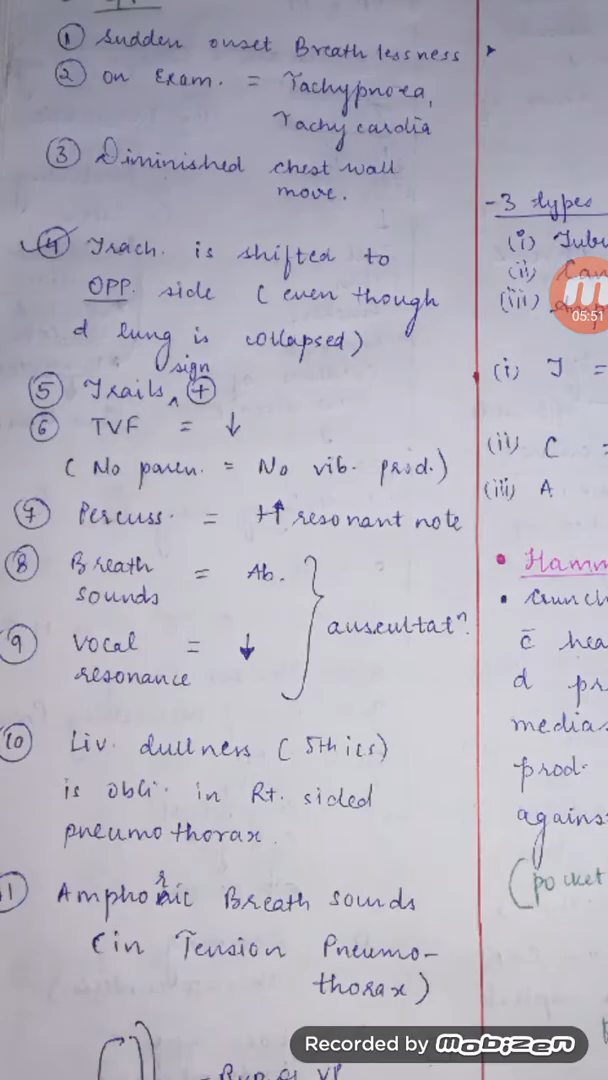 ① Sudden onset Breathlessness
② on Exam. = Tachypnoea,
Tachycardia
③ Diminished chest wall
move.
④ Trach. is shifted to
OPP. side (even though
d lung is collapsed)
sign
⑤ Trails ^ ⊕
⑥ TVF = ↓
(No paren. = No vib. prod.)
⑦ Percuss. = ↑ resonant note
⑧ Breath sounds = Ab.
⑨ Vocal resonance = ↓
auscultatⁿ.
⑩ Liv. dullness (5th ics)
is obli. in Rt. sided
pneumothorax.
11 Amphoric Breath sounds
(in Tension Pneumo-
thorax)
- 3 types
(i)
(ii)
(iii)
05:51
(i) T =
(ii) C =
(iii) A
• Hamm
• Crunch
c̄ hea
d pr
medias
prod.
against
(pocket
Recorded by mobizen